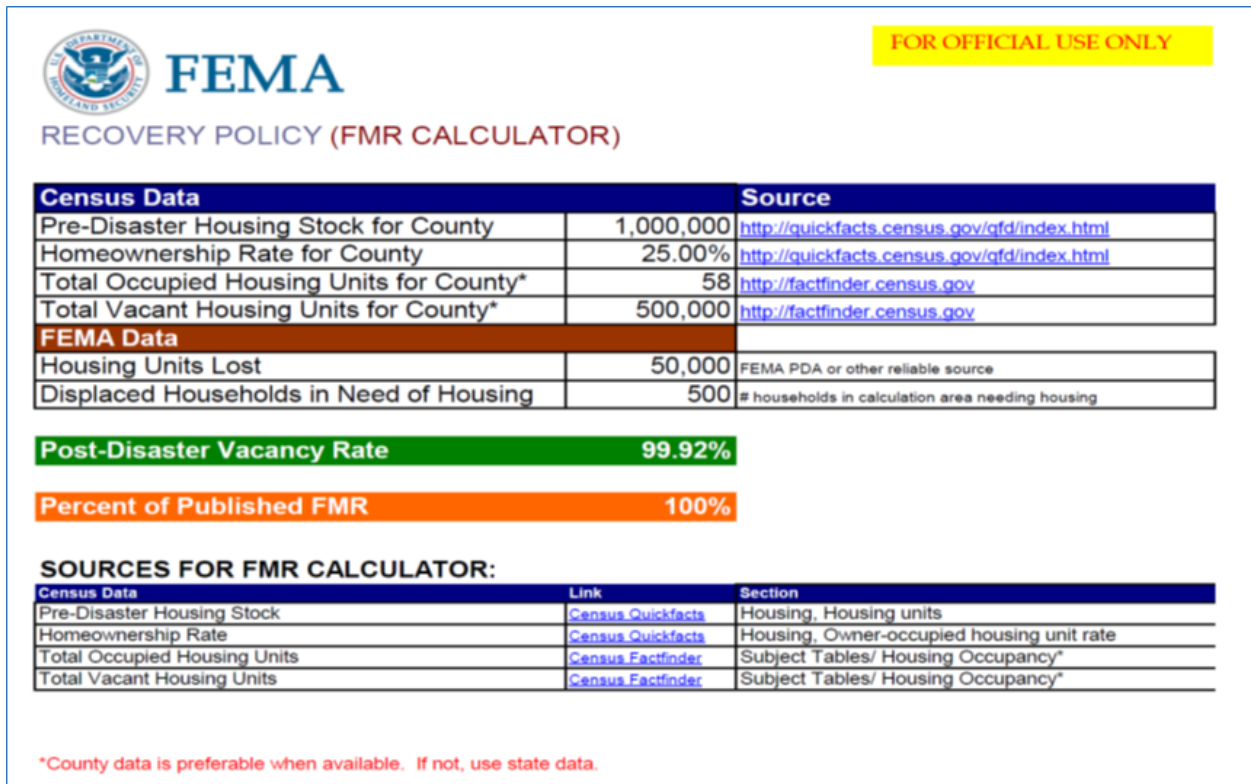 FOR OFFICIAL USE ONLY
U.S. DEPARTMENT OF
HOMELAND SECURITY
FEMA
RECOVERY POLICY (FMR CALCULATOR)
Census Data Source
Pre-Disaster Housing Stock for County 1,000,000 http://quickfacts.census.gov/qfd/index.html
Homeownership Rate for County 25.00% http://quickfacts.census.gov/qfd/index.html
Total Occupied Housing Units for County* 58 http://factfinder.census.gov
Total Vacant Housing Units for County* 500,000 http://factfinder.census.gov
FEMA Data
Housing Units Lost 50,000 FEMA PDA or other reliable source
Displaced Households in Need of Housing 500 # households in calculation area needing housing
Post-Disaster Vacancy Rate 99.92%
Percent of Published FMR 100%
SOURCES FOR FMR CALCULATOR:
Census Data Link Section
Pre-Disaster Housing Stock Census Quickfacts Housing, Housing units
Homeownership Rate Census Quickfacts Housing, Owner-occupied housing unit rate
Total Occupied Housing Units Census Factfinder Subject Tables/ Housing Occupancy*
Total Vacant Housing Units Census Factfinder Subject Tables/ Housing Occupancy*
*County data is preferable when available. If not, use state data.